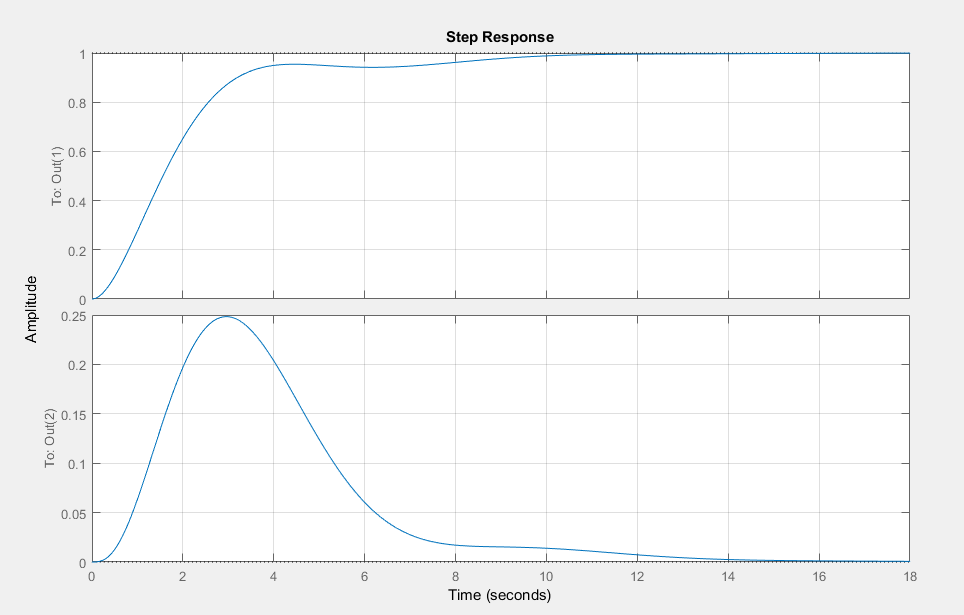 Step Response
1
0.8
0.6
0.4
0.2
0
To: Out(1)
Amplitude
0.25
0.2
0.15
0.1
0.05
0
To: Out(2)
0 2 4 6 8 10 12 14 16 18
Time (seconds)